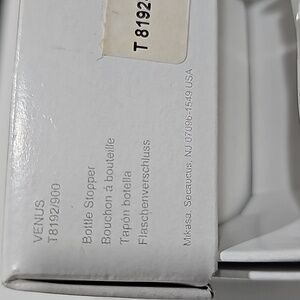 T 8192
VENUS
T8192/900
Bottle Stopper
Bouchon á bouteille
Tapón botella
Flaschenverschluss
Mikasa, Secaucus, NJ 07096-1549 USA